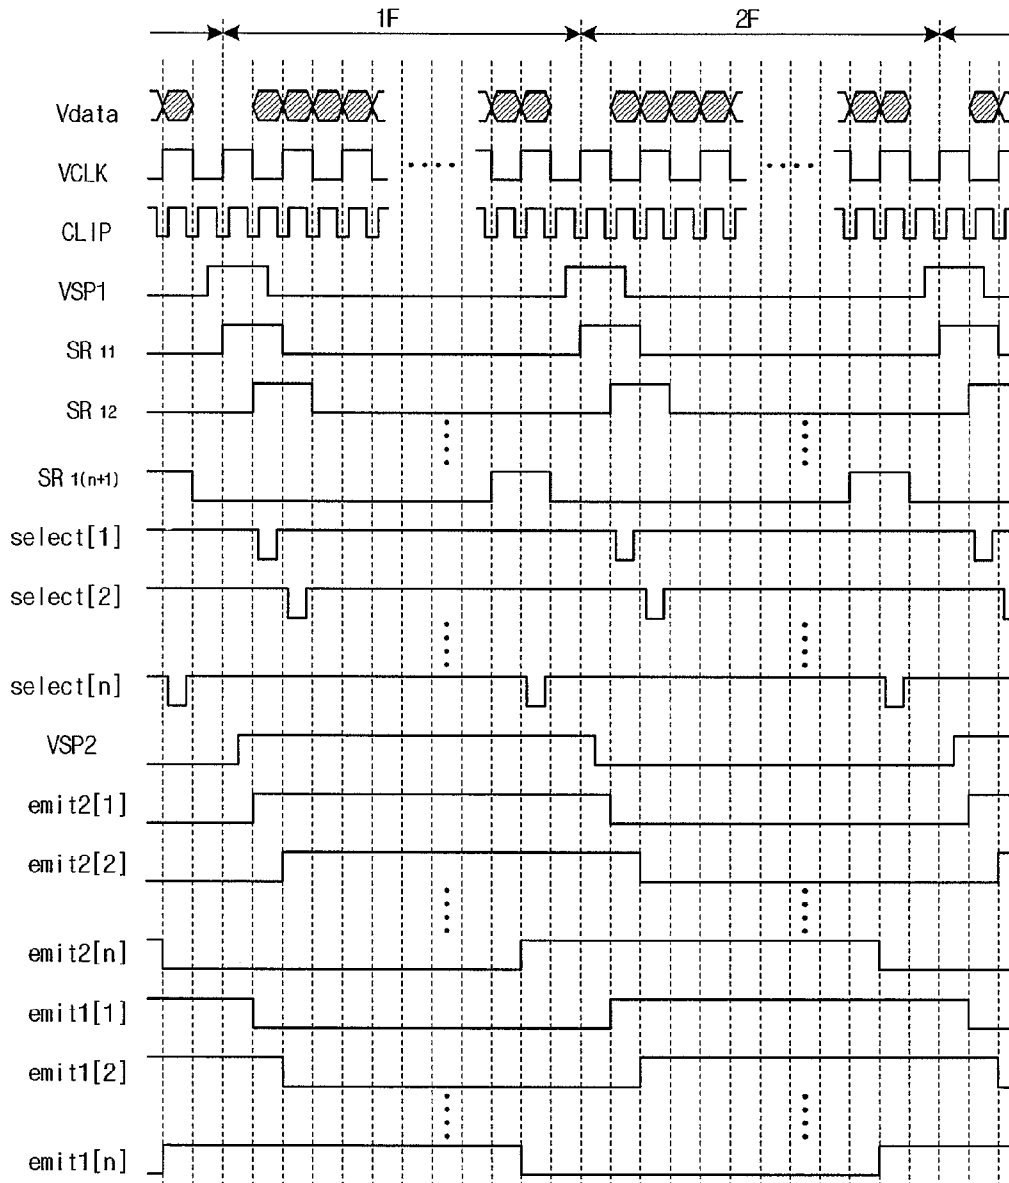 1F 2F
Vdata
VCLK
CLIP
VSP1
SR 11
SR 12
SR 1(n+1)
select[1]
select[2]
select[n]
VSP2
emit2[1]
emit2[2]
emit2[n]
emit1[1]
emit1[2]
emit1[n]